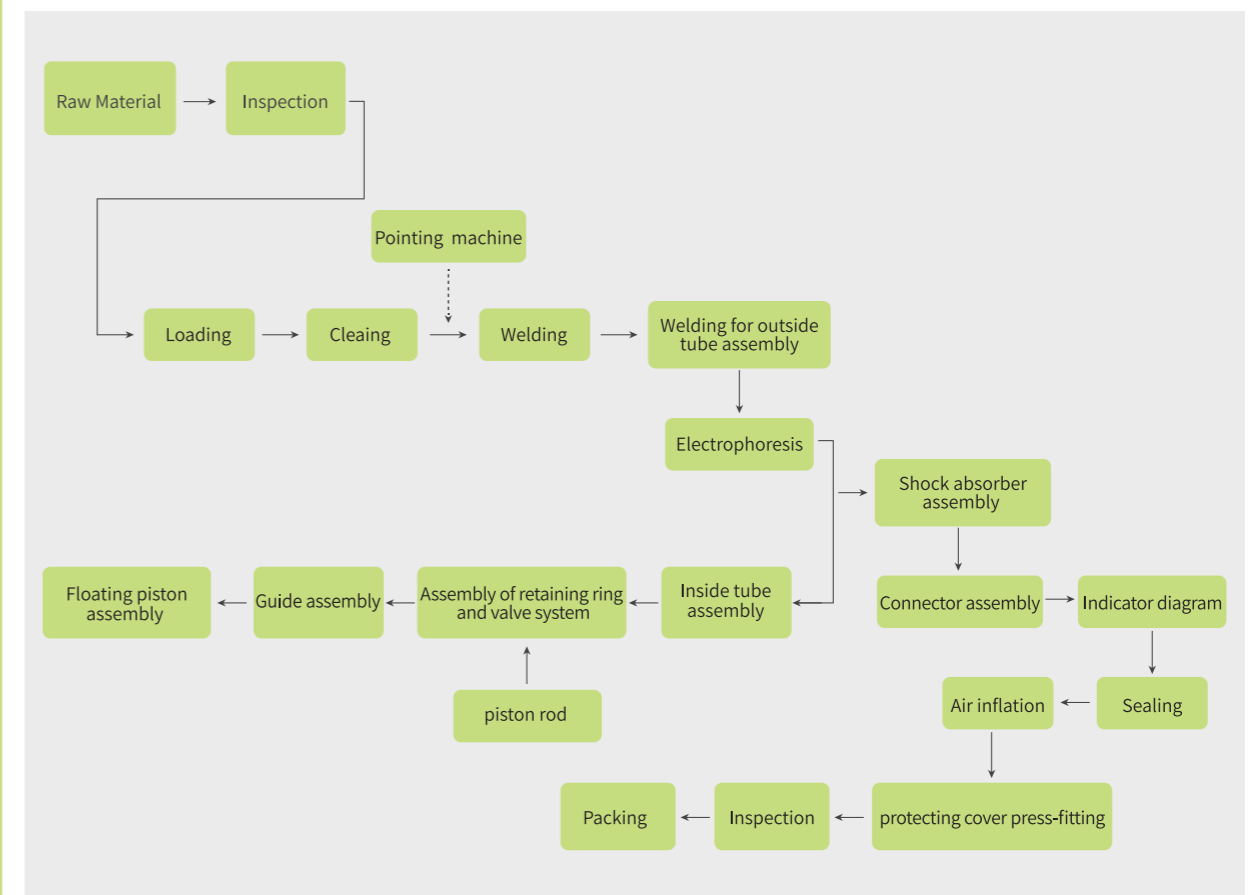 Raw Material
Inspection
Pointing machine
Loading
Cleaing
Welding
Welding for outside
tube assembly
Electrophoresis
Shock absorber
assembly
Floating piston
assembly
Guide assembly
Assembly of retaining ring
and valve system
Inside tube
assembly
Connector assembly
Indicator diagram
piston rod
Air inflation
Sealing
Packing
Inspection
protecting cover press-fitting